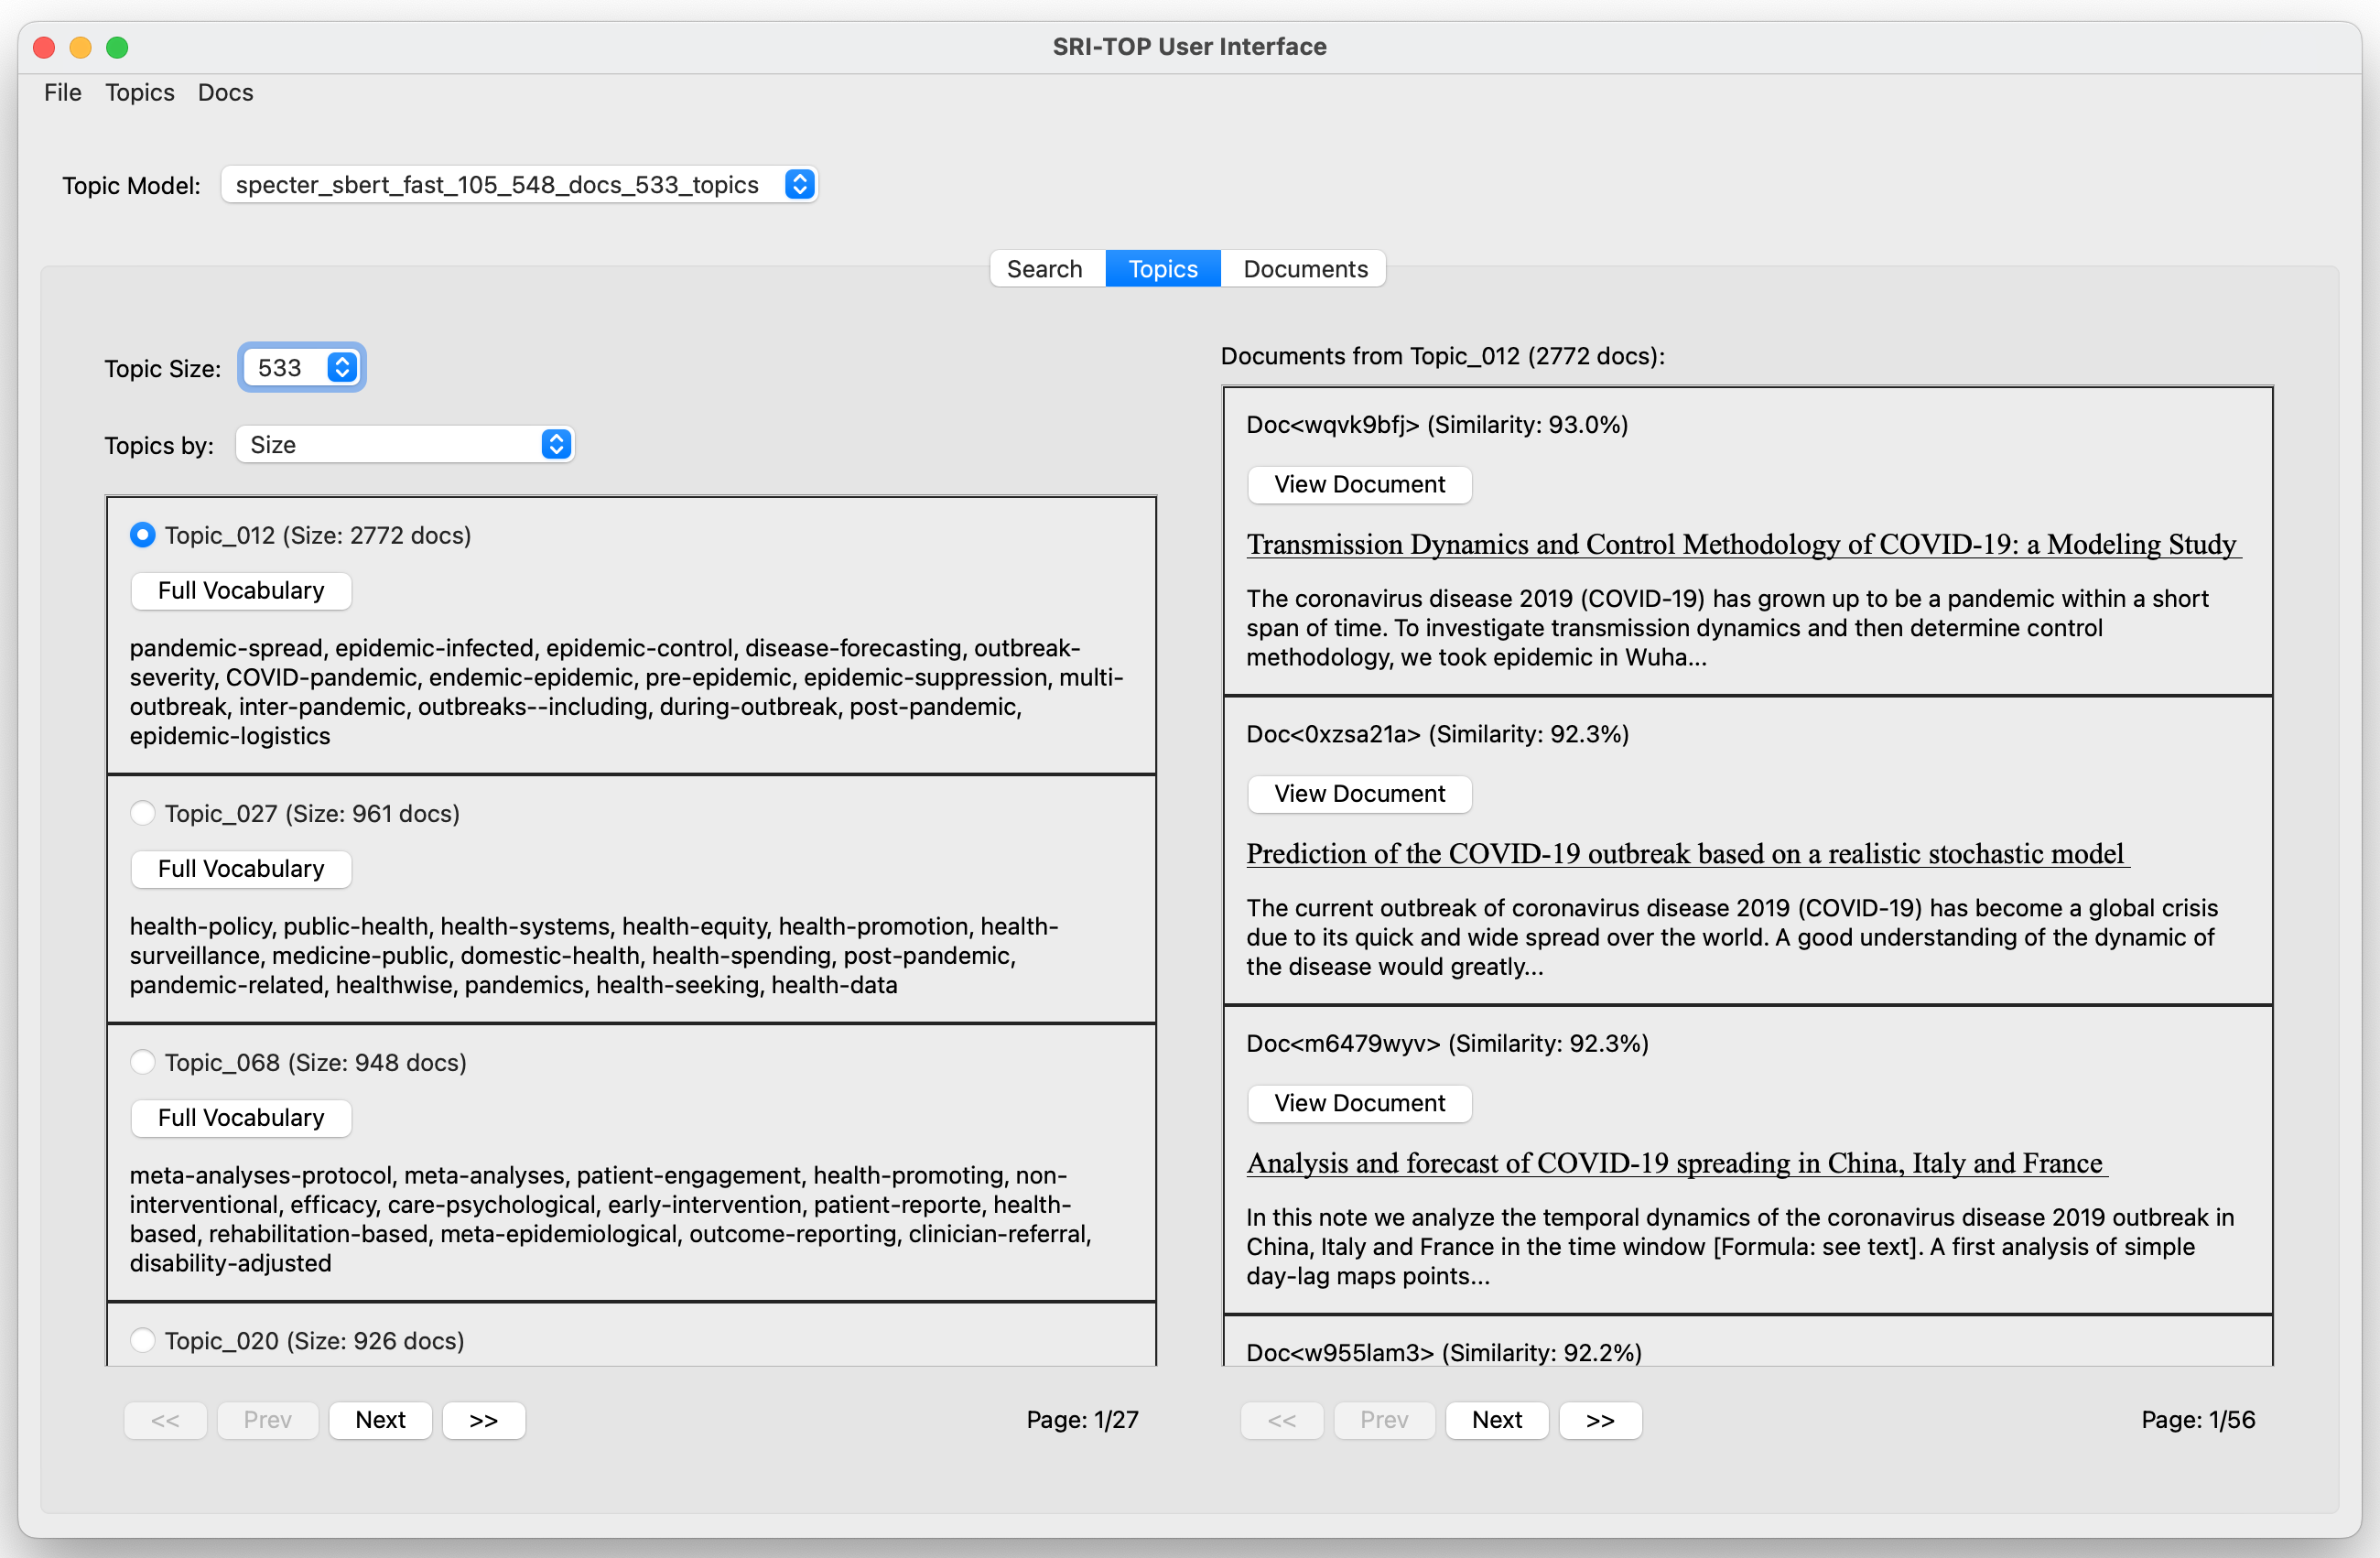 SRI-TOP User Interface
File Topics Docs
Topic Model: specter_sbert_fast_105_548_docs_533_topics
Search Topics Documents
Topic Size: 533
Topics by: Size
Topic_012 (Size: 2772 docs)
Full Vocabulary
pandemic-spread, epidemic-infected, epidemic-control, disease-forecasting, outbreak-
severity, COVID-pandemic, endemic-epidemic, pre-epidemic, epidemic-suppression, multi-
outbreak, inter-pandemic, outbreaks--including, during-outbreak, post-pandemic,
epidemic-logistics
Topic_027 (Size: 961 docs)
Full Vocabulary
health-policy, public-health, health-systems, health-equity, health-promotion, health-
surveillance, medicine-public, domestic-health, health-spending, post-pandemic,
pandemic-related, healthwise, pandemics, health-seeking, health-data
Topic_068 (Size: 948 docs)
Full Vocabulary
meta-analyses-protocol, meta-analyses, patient-engagement, health-promoting, non-
interventional, efficacy, care-psychological, early-intervention, patient-reporte, health-
based, rehabilitation-based, meta-epidemiological, outcome-reporting, clinician-referral,
disability-adjusted
Topic_020 (Size: 926 docs)
<< Prev Next >> Page: 1/27
Documents from Topic_012 (2772 docs):
Doc<wqvk9bfj> (Similarity: 93.0%)
View Document
Transmission Dynamics and Control Methodology of COVID-19: a Modeling Study
The coronavirus disease 2019 (COVID-19) has grown up to be a pandemic within a short
span of time. To investigate transmission dynamics and then determine control
methodology, we took epidemic in Wuha...
Doc<0xzsa21a> (Similarity: 92.3%)
View Document
Prediction of the COVID-19 outbreak based on a realistic stochastic model
The current outbreak of coronavirus disease 2019 (COVID-19) has become a global crisis
due to its quick and wide spread over the world. A good understanding of the dynamic of
the disease would greatly...
Doc<m6479wyv> (Similarity: 92.3%)
View Document
Analysis and forecast of COVID-19 spreading in China, Italy and France
In this note we analyze the temporal dynamics of the coronavirus disease 2019 outbreak in
China, Italy and France in the time window [Formula: see text]. A first analysis of simple
day-lag maps points...
Doc<w955lam3> (Similarity: 92.2%)
<< Prev Next >> Page: 1/56